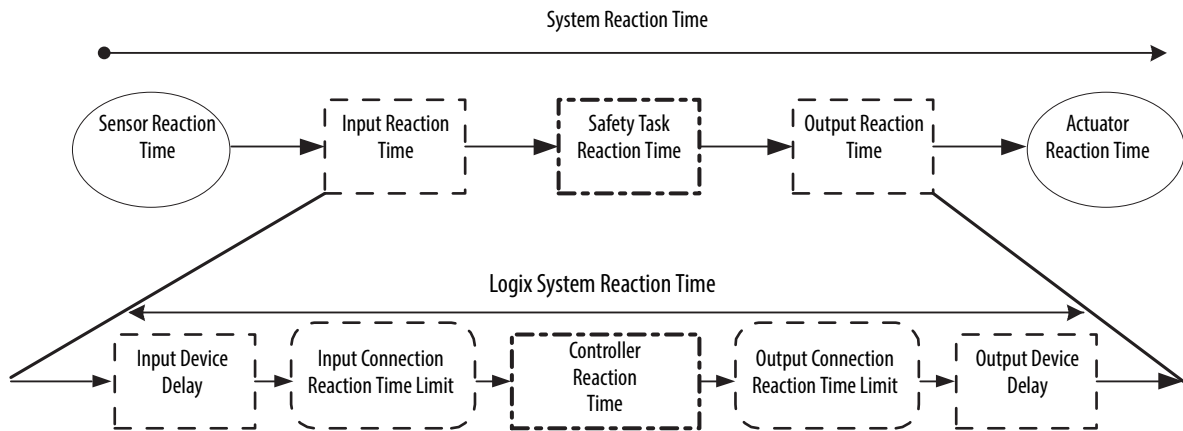 System Reaction Time
Sensor Reaction
Time
Input Reaction
Time
Safety Task
Reaction Time
Output Reaction
Time
Actuator
Reaction Time
Logix System Reaction Time
Input Device
Delay
Input Connection
Reaction Time Limit
Controller
Reaction
Time
Output Connection
Reaction Time Limit
Output Device
Delay